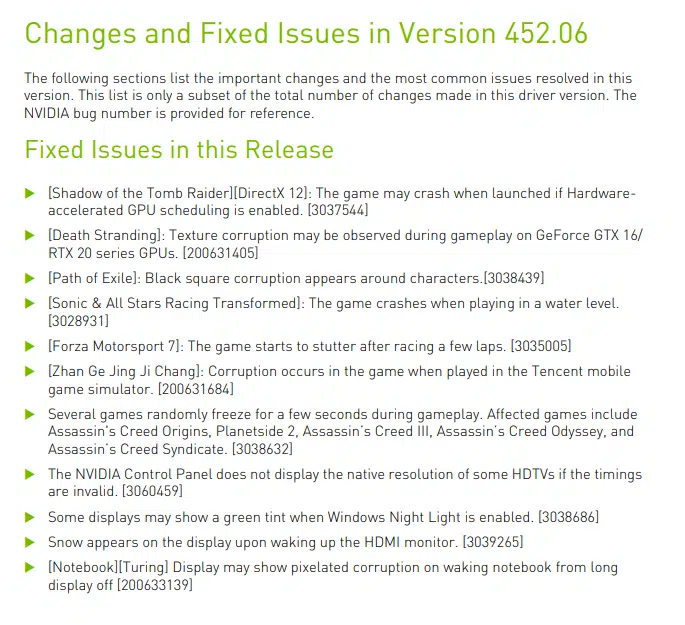 Changes and Fixed Issues in Version 452.06
The following sections list the important changes and the most common issues resolved in this
version. This list is only a subset of the total number of changes made in this driver version. The
NVIDIA bug number is provided for reference.
Fixed Issues in this Release
[Shadow of the Tomb Raider][DirectX 12]: The game may crash when launched if Hardware-
accelerated GPU scheduling is enabled. [3037544]
[Death Stranding]: Texture corruption may be observed during gameplay on GeForce GTX 16/
RTX 20 series GPUs. [200631405]
[Path of Exile]: Black square corruption appears around characters.[3038439]
[Sonic & All Stars Racing Transformed]: The game crashes when playing in a water level.
[3028931]
[Forza Motorsport 7]: The game starts to stutter after racing a few laps. [3035005]
[Zhan Ge Jing Ji Chang]: Corruption occurs in the game when played in the Tencent mobile
game simulator. [200631684]
Several games randomly freeze for a few seconds during gameplay. Affected games include
Assassin's Creed Origins, Planetside 2, Assassin's Creed III, Assassin's Creed Odyssey, and
Assassin's Creed Syndicate. [3038632]
The NVIDIA Control Panel does not display the native resolution of some HDTVs if the timings
are invalid. [3060459]
Some displays may show a green tint when Windows Night Light is enabled. [3038686]
Snow appears on the display upon waking up the HDMI monitor. [3039265]
[Notebook][Turing] Display may show pixelated corruption on waking notebook from long
display off [200633139]